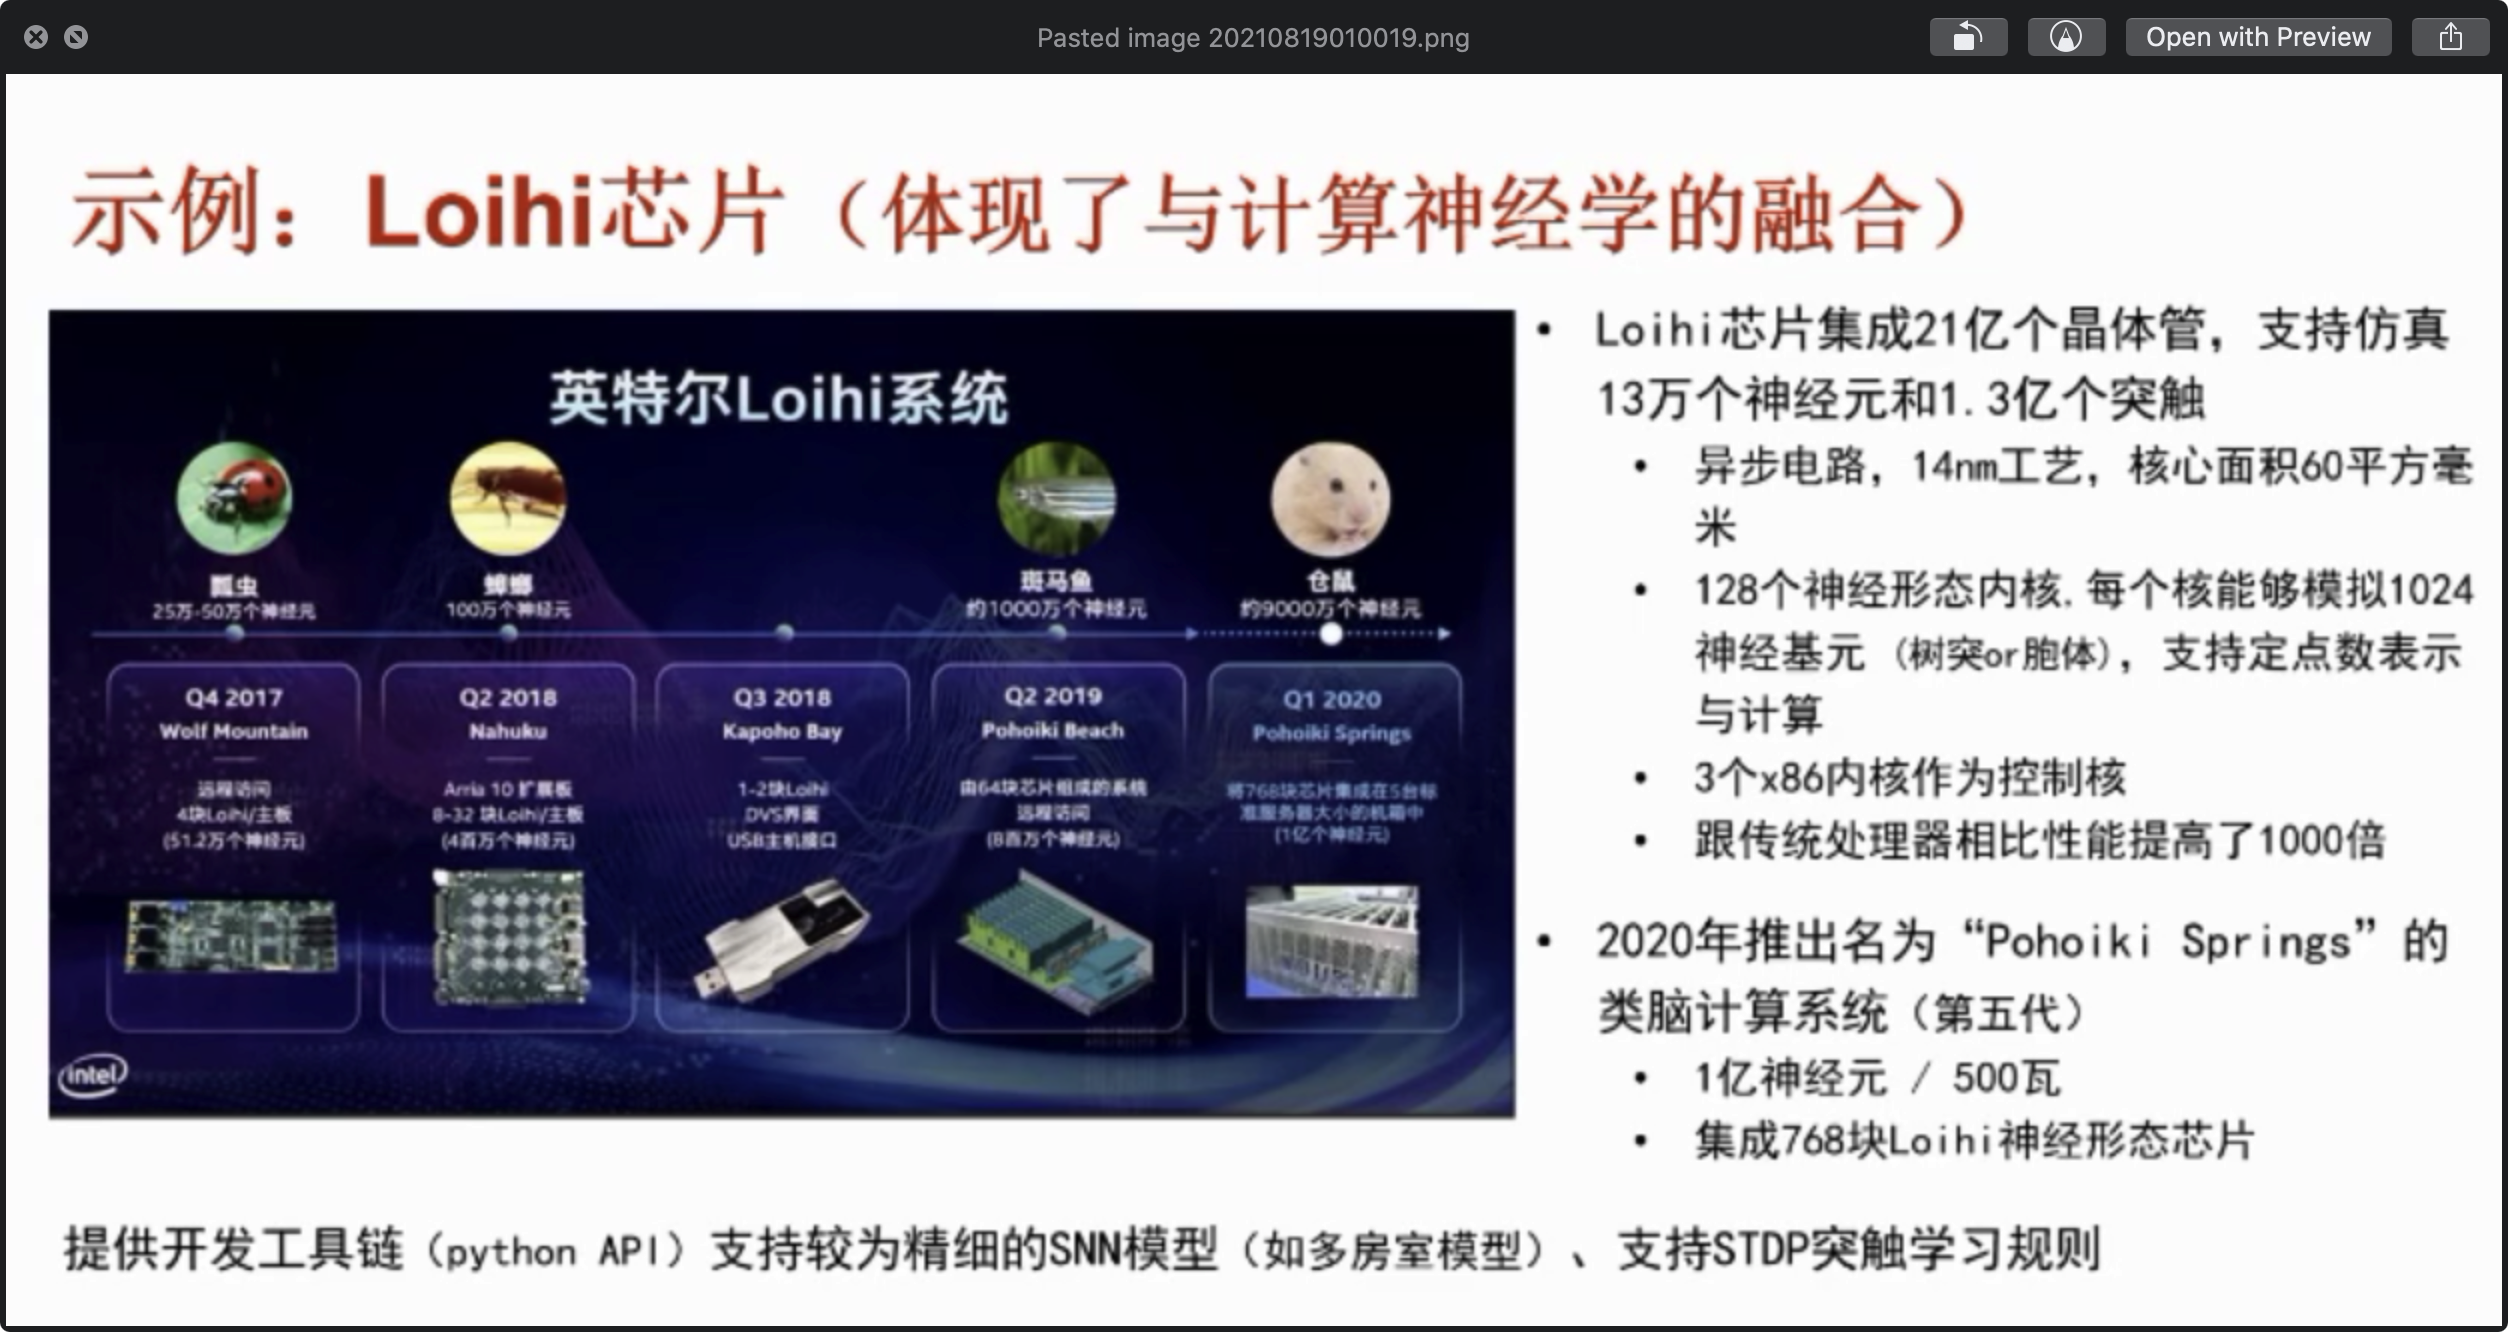 Pasted image 20210819010019.png
Open with Preview
示例：Loihi芯片（体现了与计算神经学的融合）
英特尔Loihi系统
瓢虫
25万-50万个神经元
蟑螂
100万个神经元
斑马鱼
约1000万个神经元
仓鼠
约9000万个神经元
Q4 2017
Wolf Mountain
远程访问
4块Loihi/主板
(51.2万个神经元)
Q2 2018
Nahuku
Arria 10 扩展板
8-32 块Loihi/主板
(4百万个神经元)
Q3 2018
Kapoho Bay
1-2块Loihi
DVS界面
USB主机接口
Q2 2019
Pohoiki Beach
由64块芯片组成的系统
远程访问
(8百万个神经元)
Q1 2020
Pohoiki Springs
将768块芯片集成在5台标
准服务器大小的机箱中
(1亿个神经元)
intel
• Loihi芯片集成21亿个晶体管，支持仿真
13万个神经元和1.3亿个突触
• 异步电路，14nm工艺，核心面积60平方毫
米
• 128个神经形态内核.每个核能够模拟1024
神经基元（树突or胞体），支持定点数表示
与计算
• 3个x86内核作为控制核
• 跟传统处理器相比性能提高了1000倍
• 2020年推出名为“Pohoiki Springs”的
类脑计算系统（第五代）
• 1亿神经元 / 500瓦
• 集成768块Loihi神经形态芯片
提供开发工具链（python API）支持较为精细的SNN模型（如多房室模型）、支持STDP突触学习规则